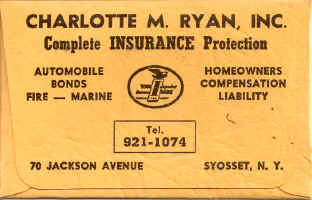 CHARLOTTE M. RYAN, INC.
Complete INSURANCE Protection
AUTOMOBILE
BONDS
FIRE — MARINE
HOMEOWNERS
COMPENSATION
LIABILITY
Tel.
921-1074
70 JACKSON AVENUE SYOSSET, N. Y.